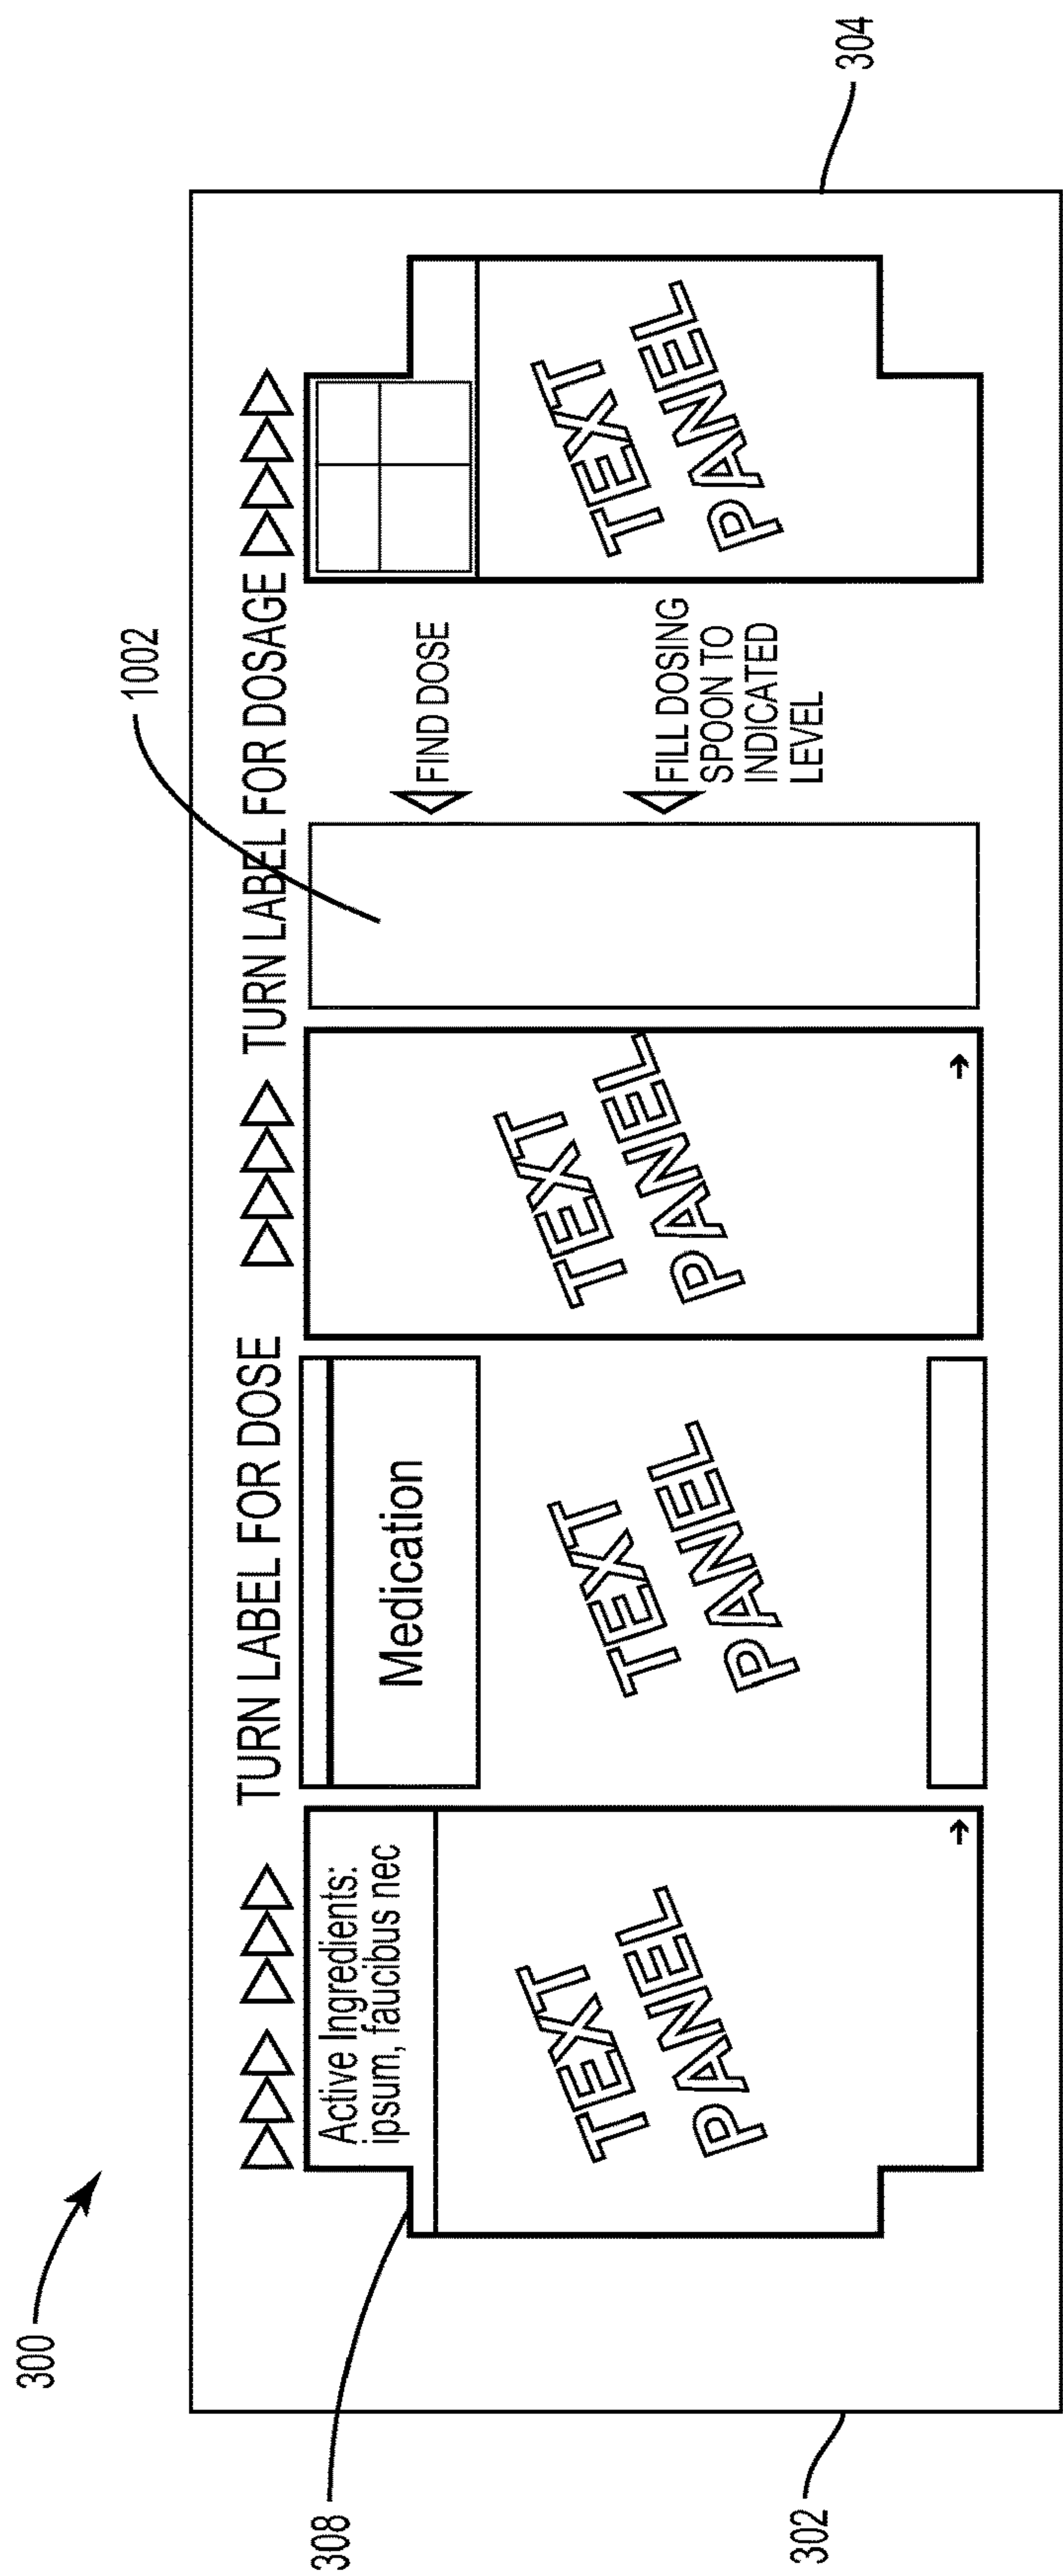 300
308
302
304
1002
TURN LABEL FOR DOSE
TURN LABEL FOR DOSAGE
Active Ingredients:
ipsum, faucibus nec
TEXT
PANEL
Medication
TEXT
PANEL
TEXT
PANEL
FIND DOSE
FILL DOSING
SPOON TO
INDICATED
LEVEL
TEXT
PANEL